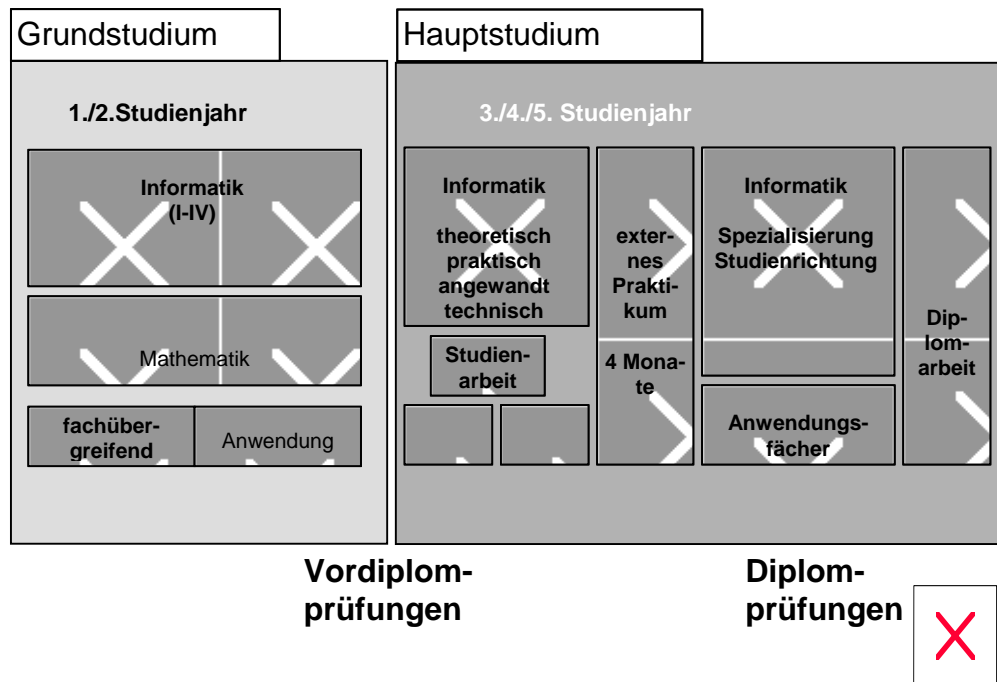 Grundstudium
Hauptstudium
1./2.Studienjahr
3./4./5. Studienjahr
Informatik
(I-IV)
Mathematik
fachüber-
greifend
Anwendung
Informatik
theoretisch
praktisch
angewandt
technisch
Studien-
arbeit
exter-
nes
Prakti-
kum
4 Mona-
te
Informatik
Spezialisierung
Studienrichtung
Anwendungs-
fächer
Dip-
lom-
arbeit
Vordiplom-
prüfungen
Diplom-
prüfungen